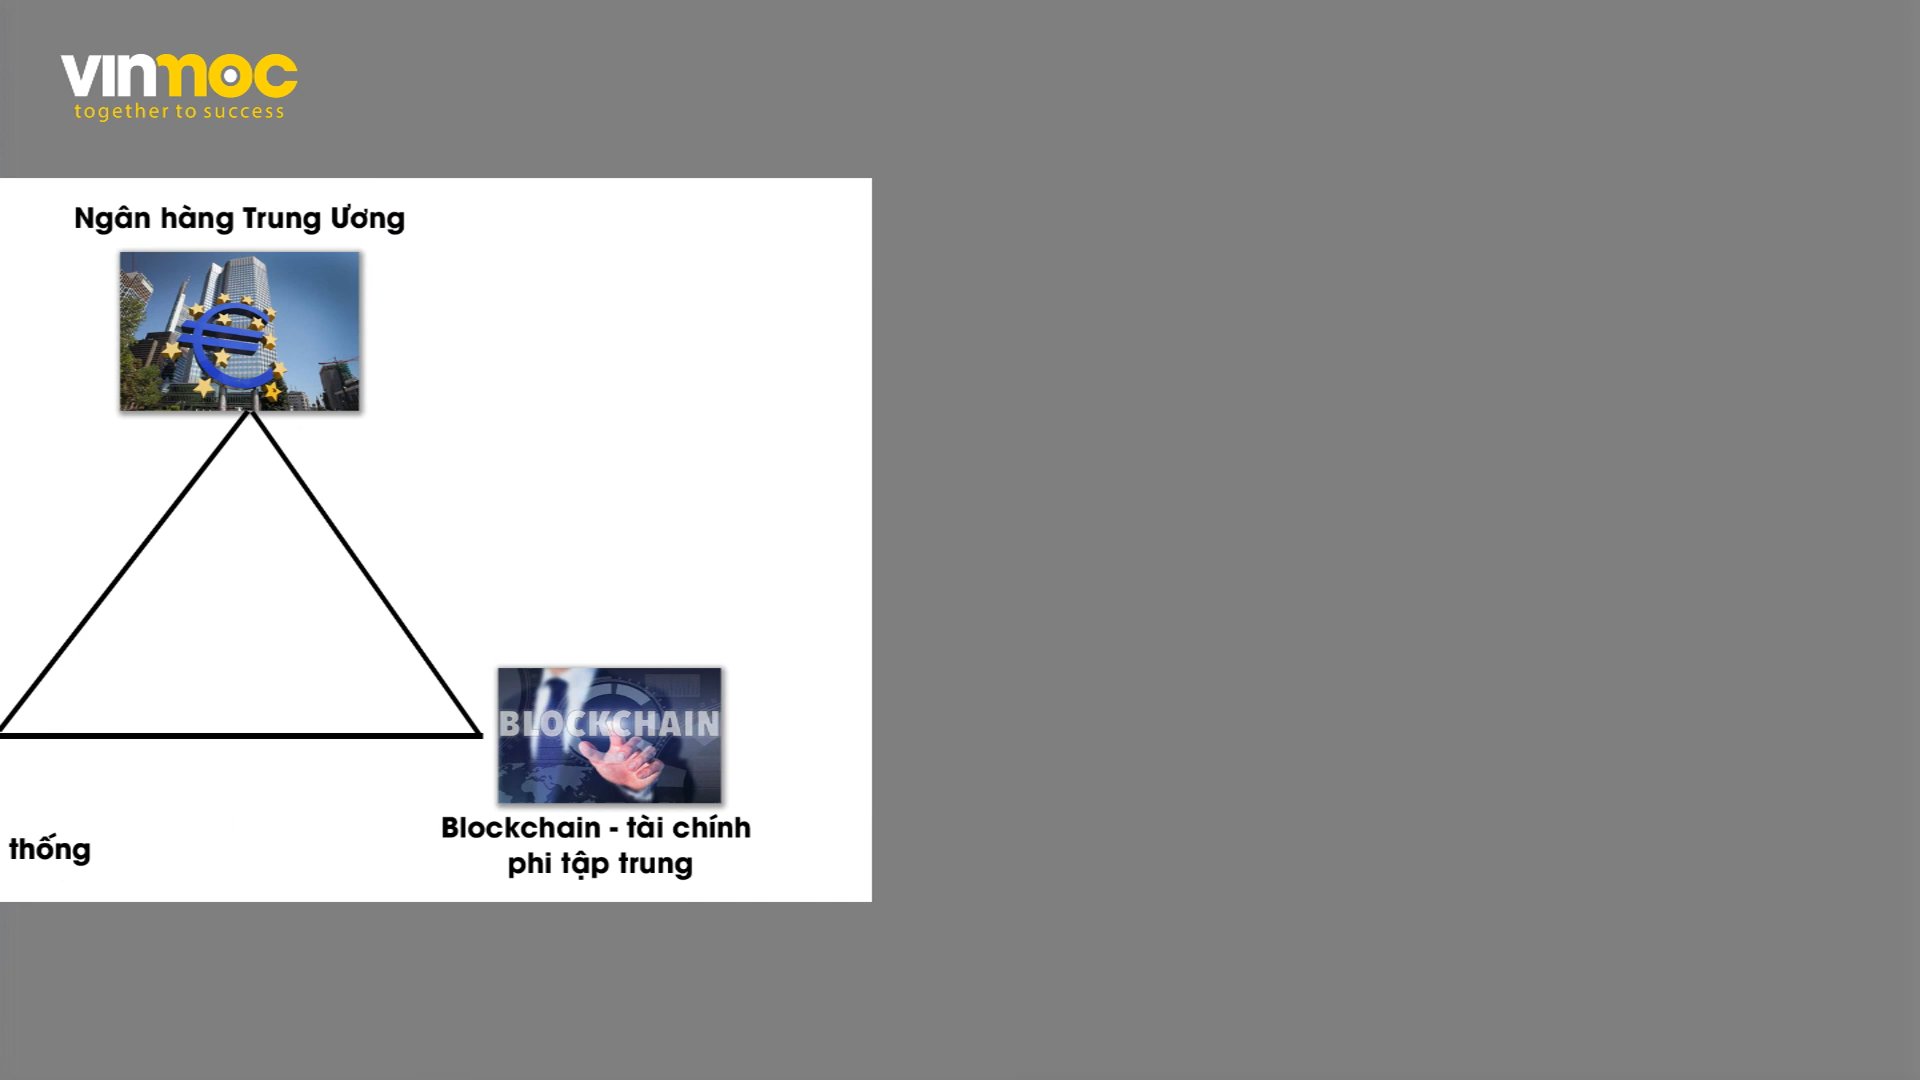 vinmoc
together to success
Ngân hàng Trung Ương
BLOCKCHAIN
Blockchain - tài chính
phi tập trung
thống